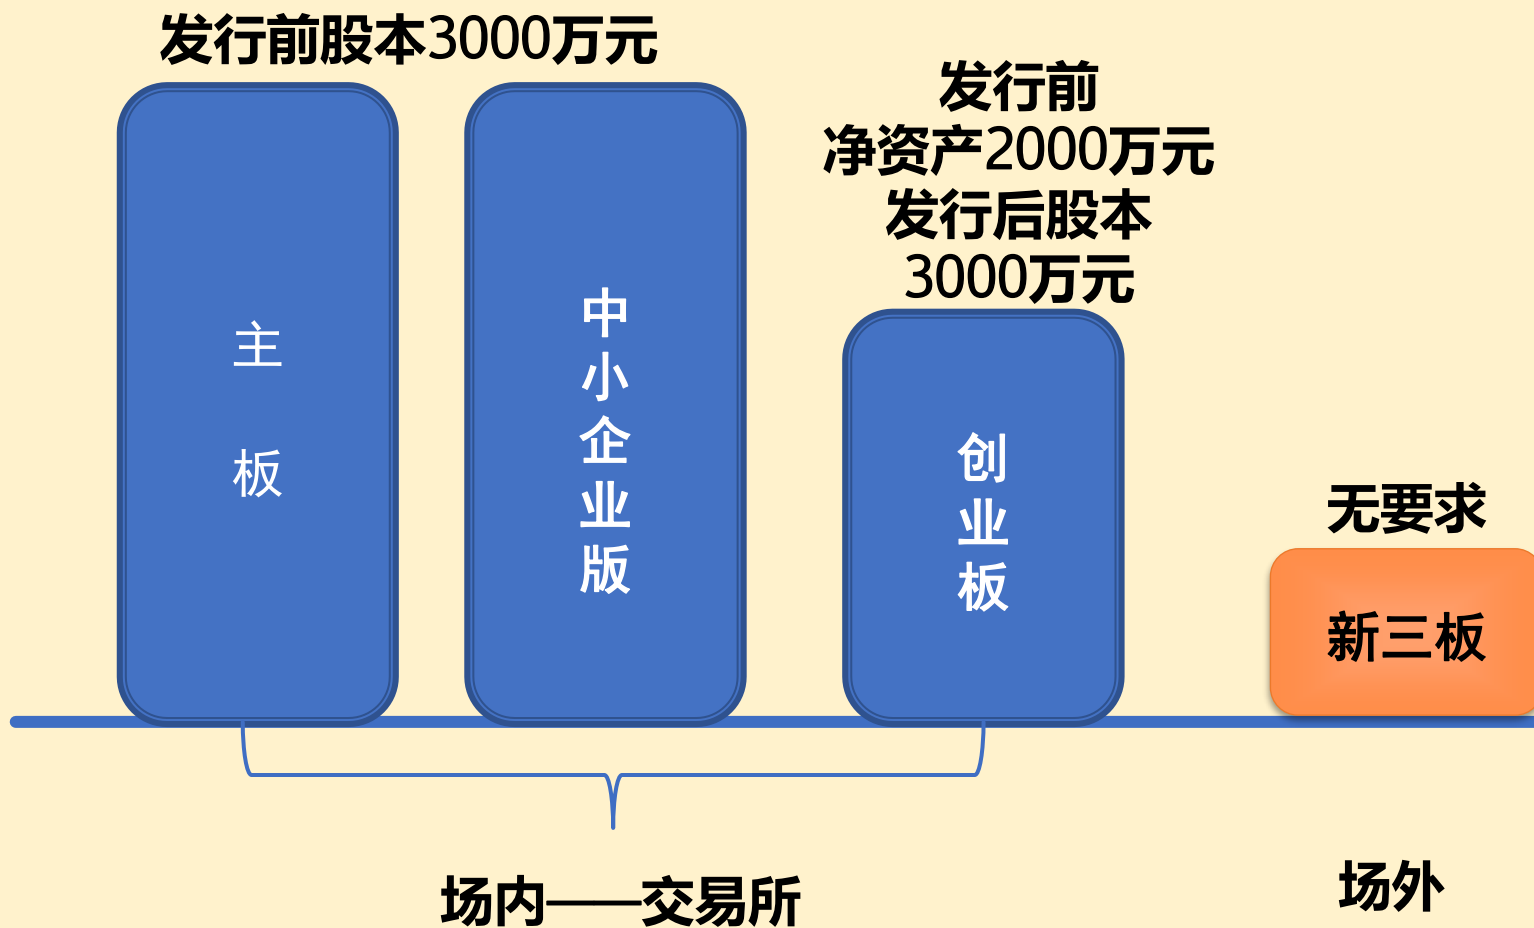 发行前股本3000万元
发行前
净资产2000万元
发行后股本
3000万元
主
板
中
小
企
业
版
创
业
板
无要求
新三板
场内——交易所
场外